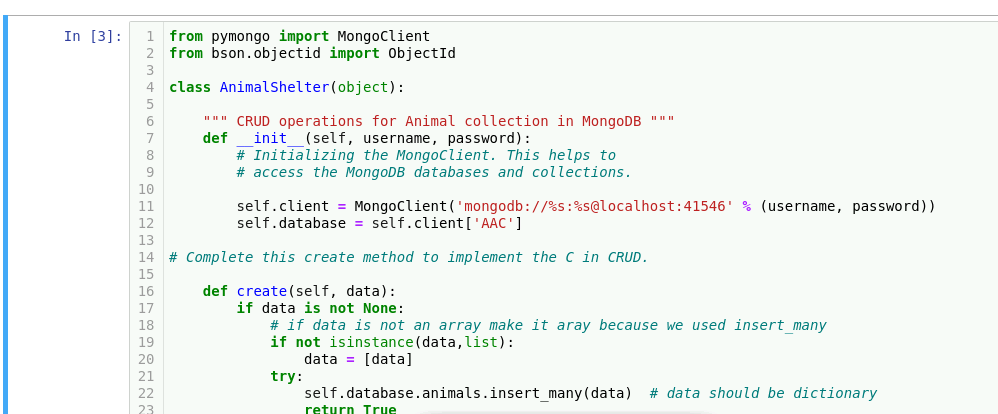 In [3]:
1 from pymongo import MongoClient
2 from bson.objectid import ObjectId
3
4 class AnimalShelter(object):
5
6     """ CRUD operations for Animal collection in MongoDB """
7     def __init__(self, username, password):
8         # Initializing the MongoClient. This helps to
9         # access the MongoDB databases and collections.
10
11         self.client = MongoClient('mongodb://%s:%s@localhost:41546' % (username, password))
12         self.database = self.client['AAC']
13
14 # Complete this create method to implement the C in CRUD.
15
16     def create(self, data):
17         if data is not None:
18             # if data is not an array make it aray because we used insert_many
19             if not isinstance(data,list):
20                 data = [data]
21             try:
22                 self.database.animals.insert_many(data)  # data should be dictionary
23                 return True